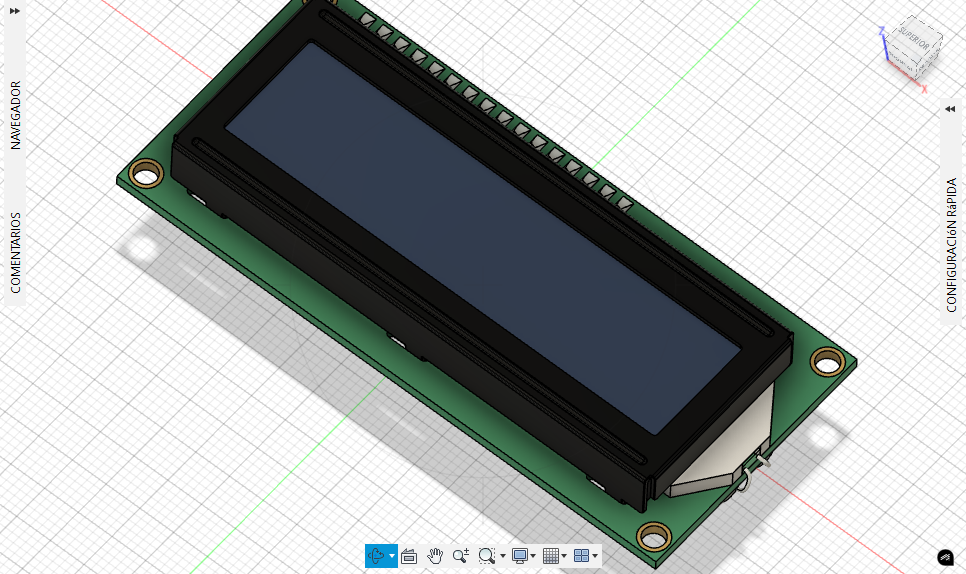 NAVEGADOR
COMENTARIOS
SUPERIOR
Z
X
CONFIGURACIóN RáPIDA